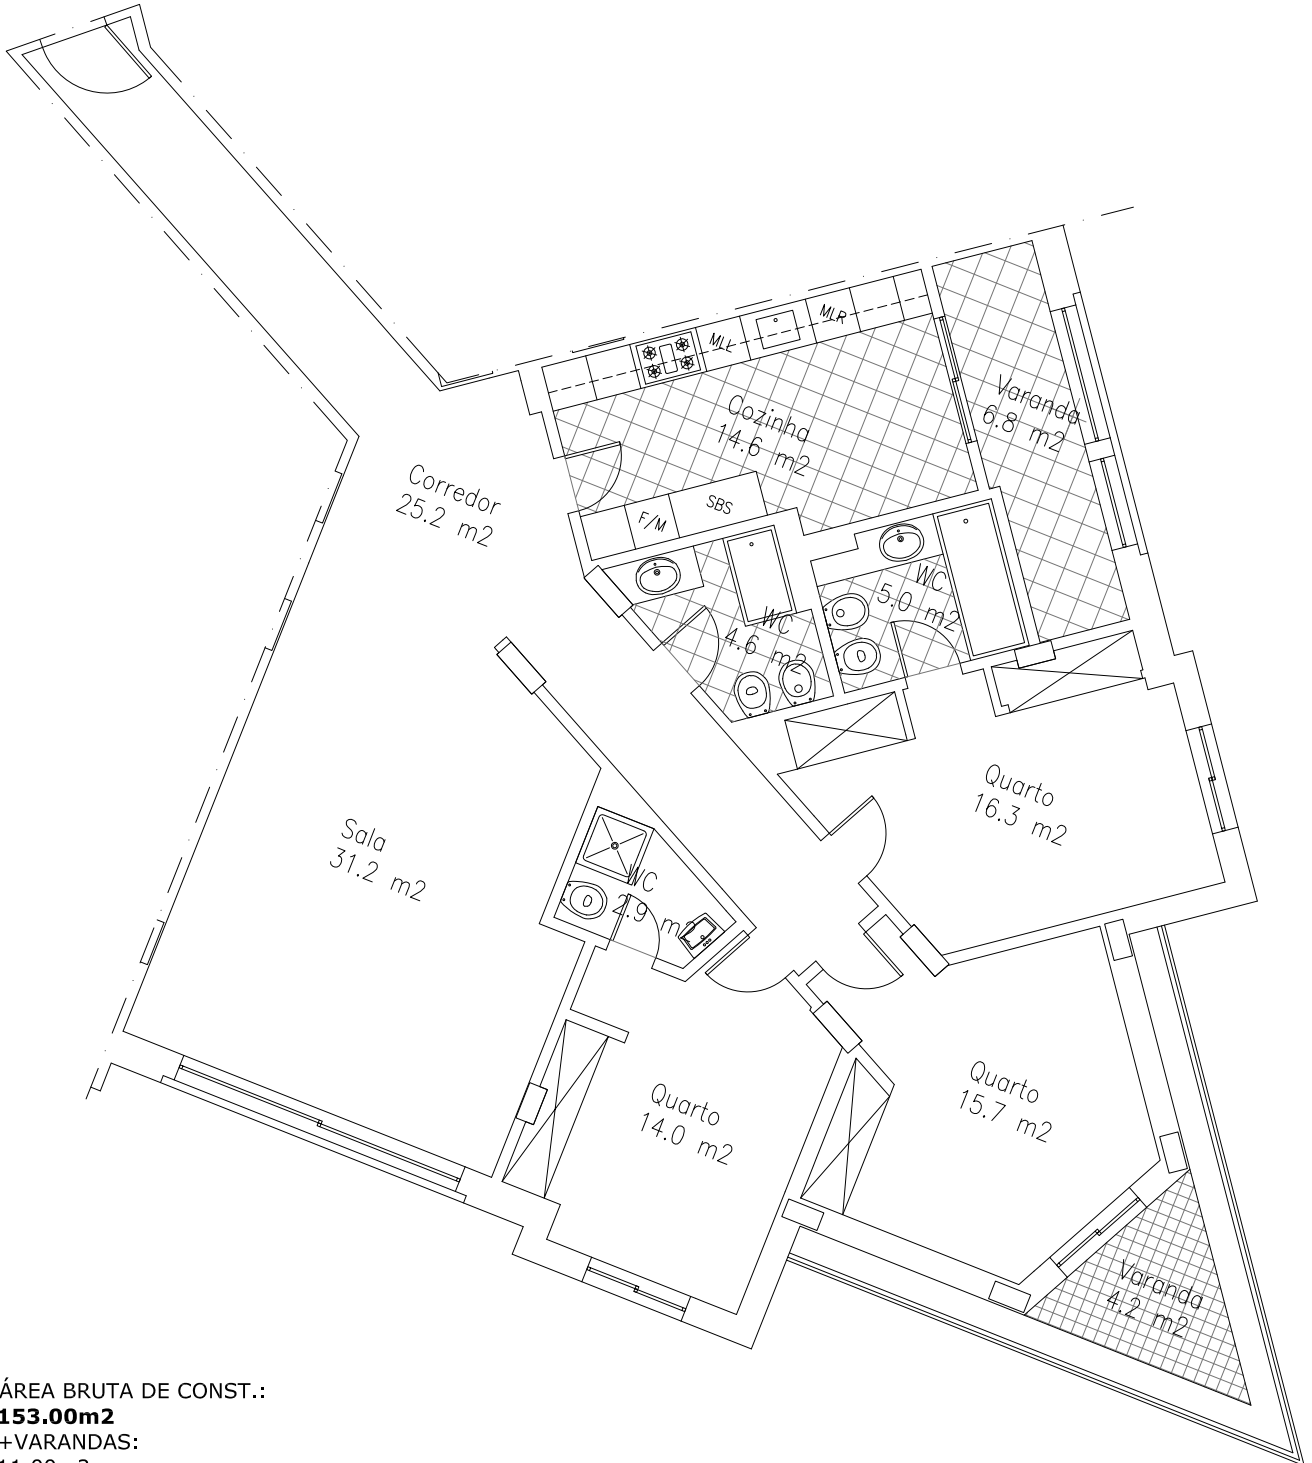 MLL
MLR
Cozinha
14.6 m2
Varanda
6.8 m2
Corredor
25.2 m2
F/M
SBS
WC
5.0 m2
WC
4.6 m2
Quarto
16.3 m2
Sala
31.2 m2
WC
2.9 m2
Quarto
14.0 m2
Quarto
15.7 m2
Varanda
4.2 m2
ÁREA BRUTA DE CONST.:
153.00m2
+VARANDAS: